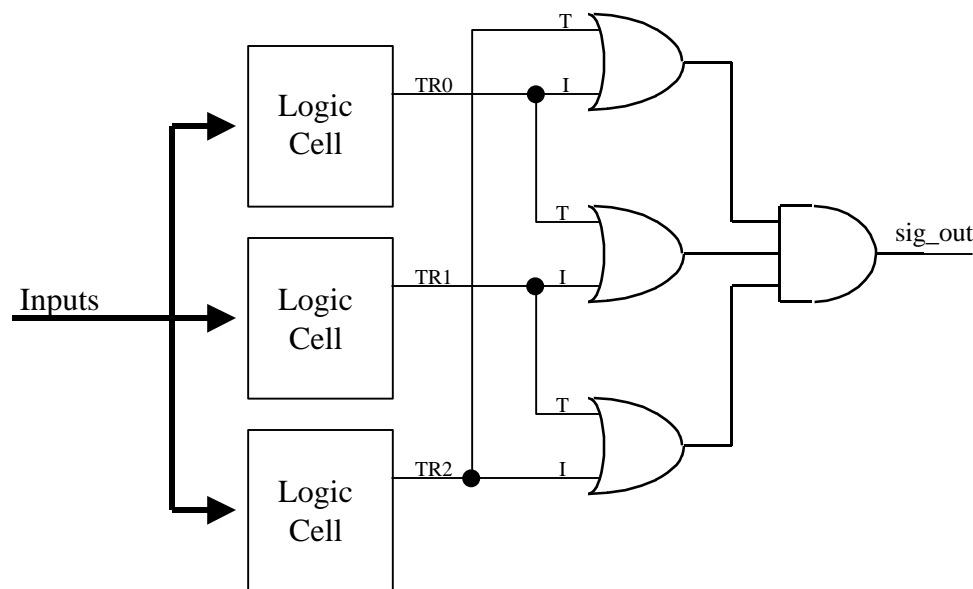 T
TR0
I
Logic
Cell
T
sig_out
TR1
I
Inputs
Logic
Cell
T
TR2
I
Logic
Cell